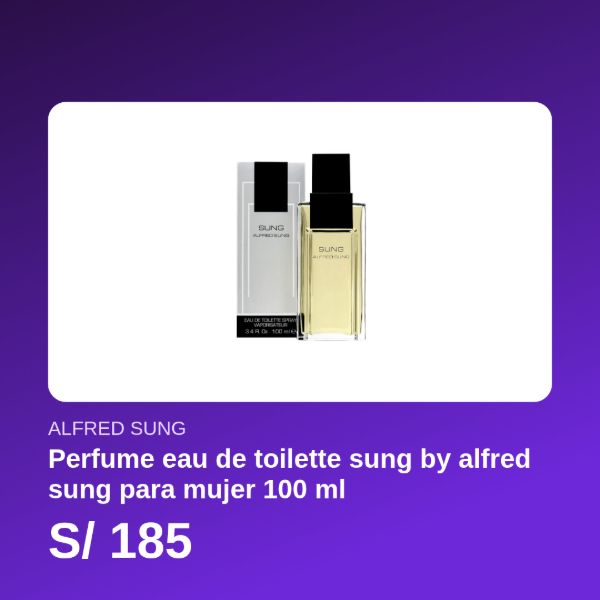 SUNG
ALFRED SUNG
EAU DE TOILETTE SPRAY
VAPORISATEUR
3.4 Fl. Oz. 100 ml e
SUNG
ALFRED SUNG
ALFRED SUNG
Perfume eau de toilette sung by alfred
sung para mujer 100 ml
S/ 185